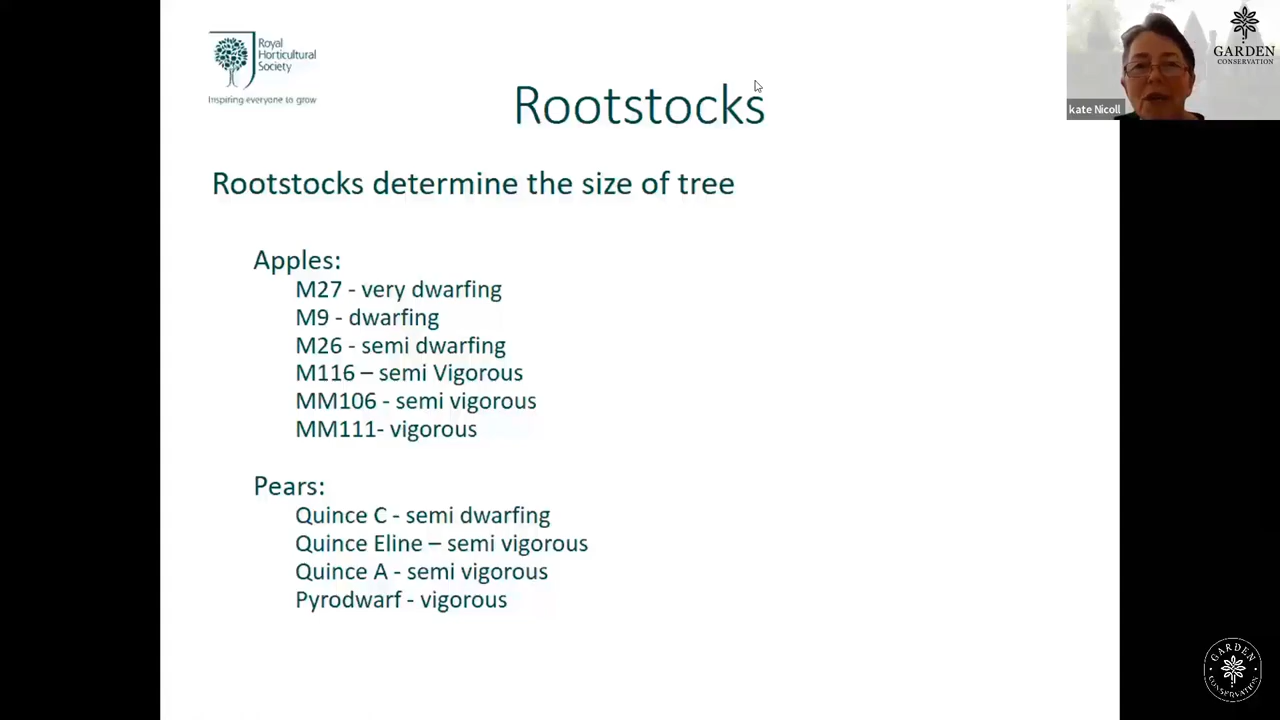 Royal
Horticultural
Society
Inspiring everyone to grow
Rootstocks
Rootstocks determine the size of tree
Apples:
M27 - very dwarfing
M9 - dwarfing
M26 - semi dwarfing
M116 – semi Vigorous
MM106 - semi vigorous
MM111- vigorous
Pears:
Quince C - semi dwarfing
Quince Eline – semi vigorous
Quince A - semi vigorous
Pyrodwarf - vigorous
GARDEN
CONSERVATION
kate Nicoll
GARDEN
CONSERVATION